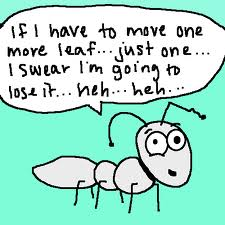 If I have to move one
more leaf...just one...
I swear I'm going to
lose it...heh...heh...